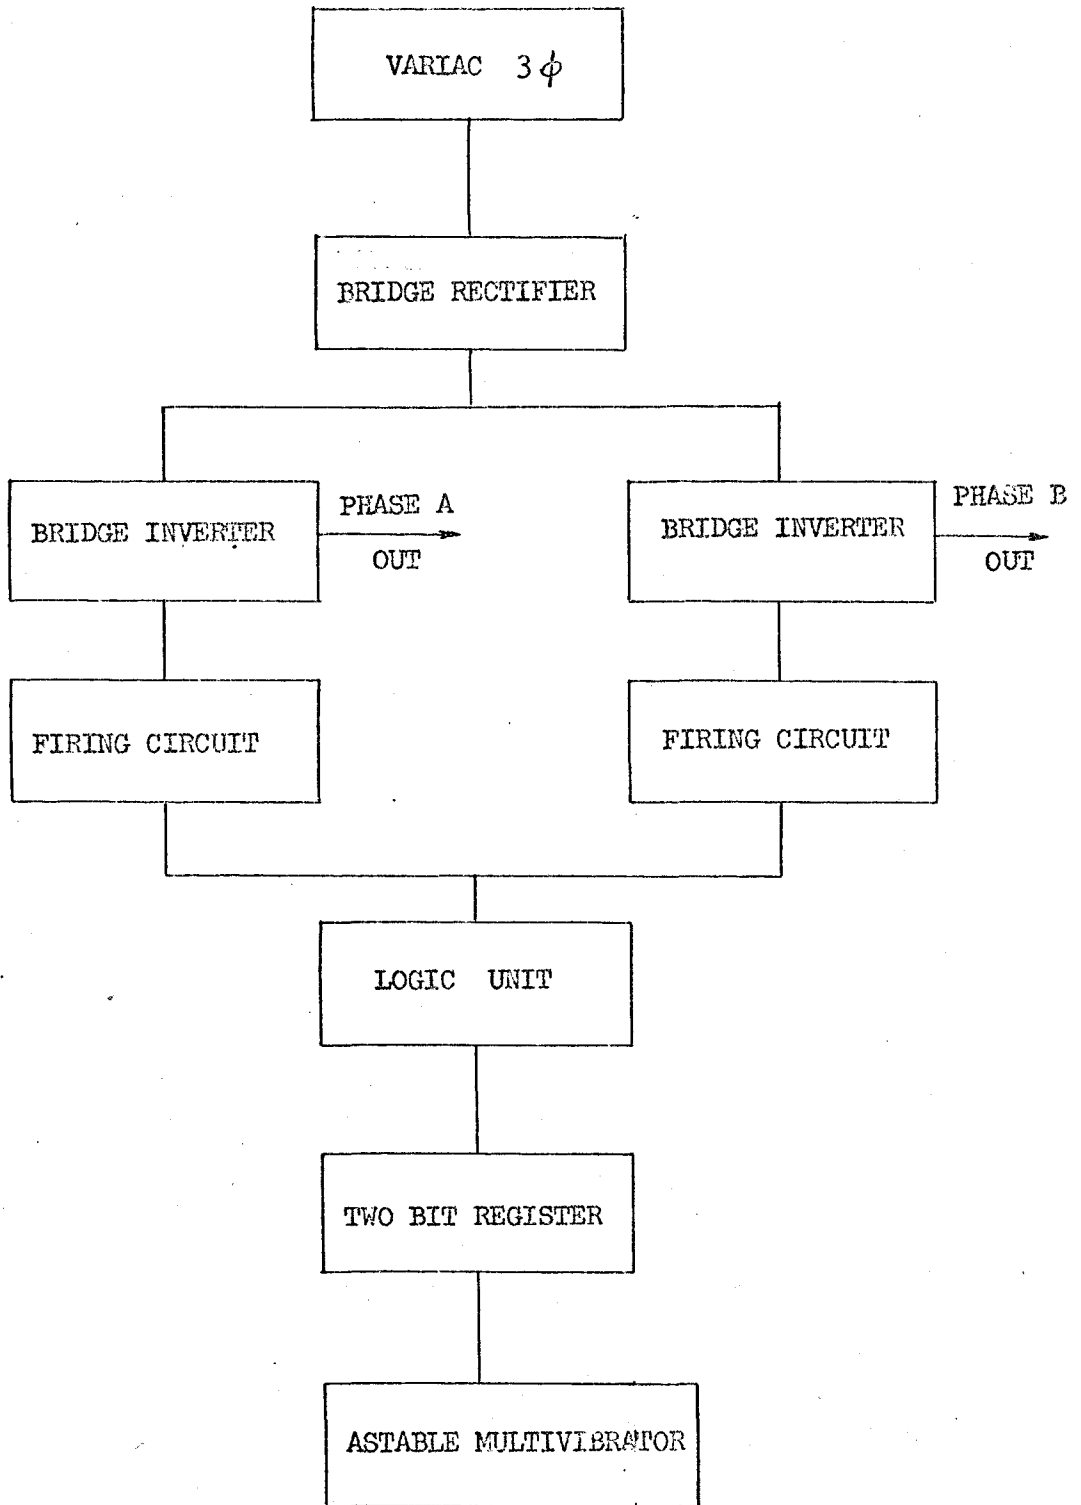 VARIAC 3ϕ
BRIDGE RECTIFIER
BRIDGE INVERTER
PHASE A
OUT
BRIDGE INVERTER
PHASE B
OUT
FIRING CIRCUIT
FIRING CIRCUIT
LOGIC UNIT
TWO BIT REGISTER
ASTABLE MULTIVIBRATOR